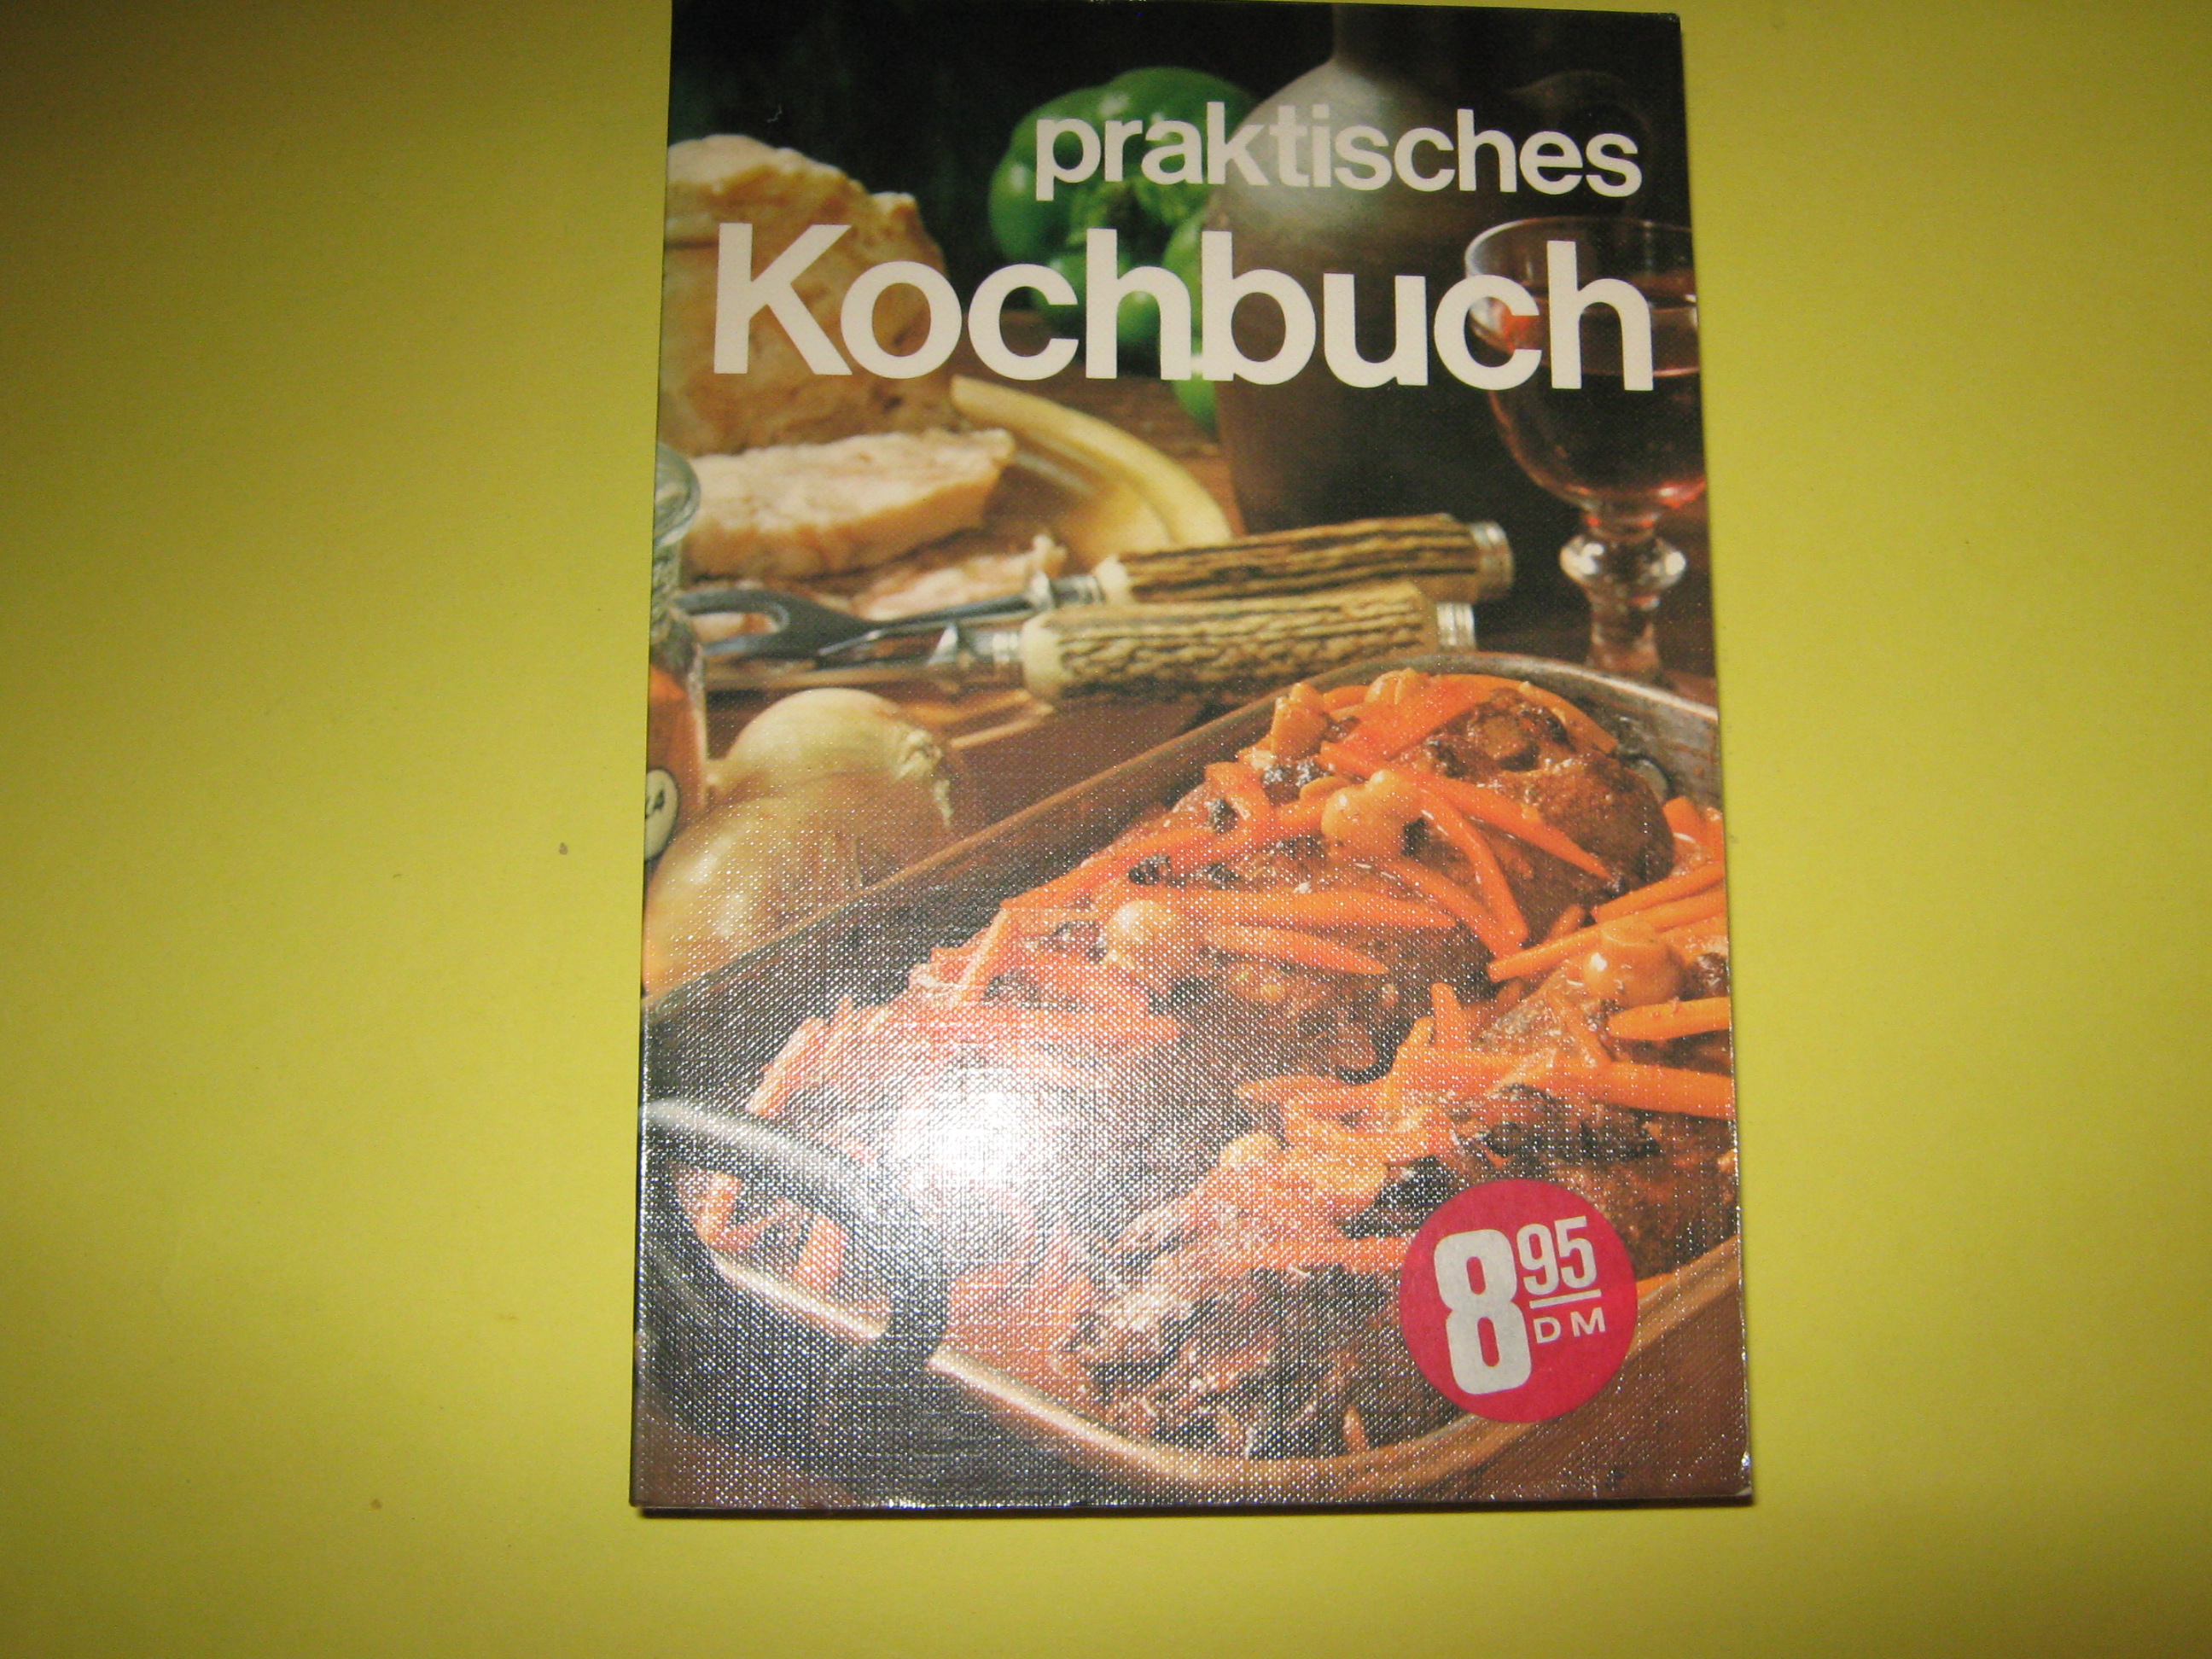 praktisches
Kochbuch
8 95
DM